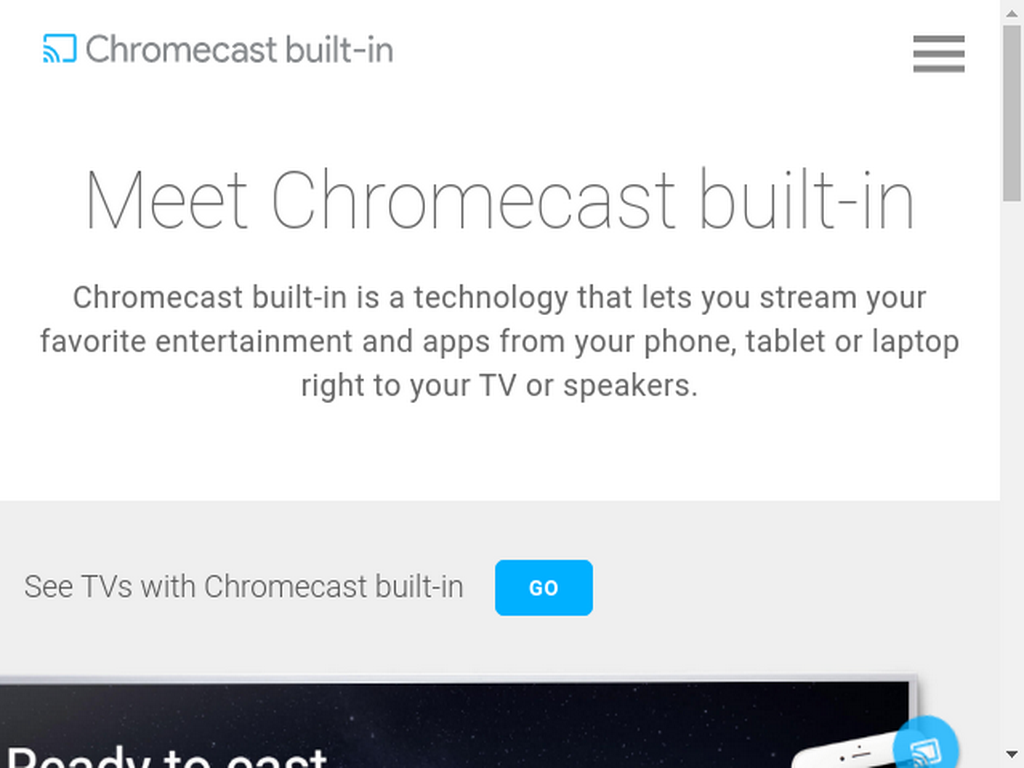 Chromecast built-in
Meet Chromecast built-in
Chromecast built-in is a technology that lets you stream your
favorite entertainment and apps from your phone, tablet or laptop
right to your TV or speakers.
See TVs with Chromecast built-in
GO
Ready to cast